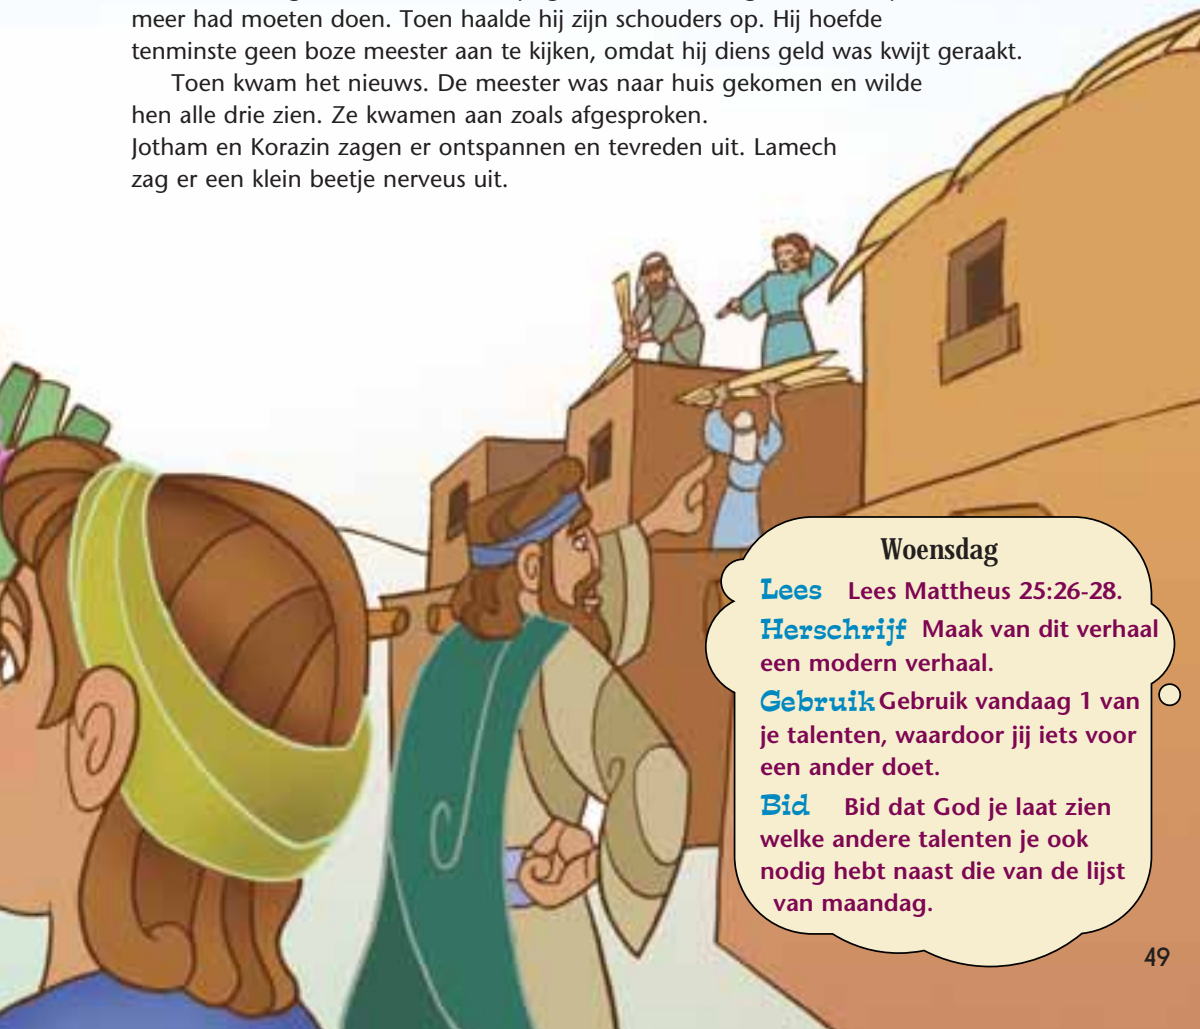 meer had moeten doen. Toen haalde hij zijn schouders op. Hij hoefde
tenminste geen boze meester aan te kijken, omdat hij diens geld was kwijt geraakt.
Toen kwam het nieuws. De meester was naar huis gekomen en wilde
hen alle drie zien. Ze kwamen aan zoals afgesproken.
Jotham en Korazin zagen er ontspannen en tevreden uit. Lamech
zag er een klein beetje nerveus uit.
Woensdag
Lees Lees Mattheus 25:26-28.
Herschrijf Maak van dit verhaal
een modern verhaal.
Gebruik Gebruik vandaag 1 van
je talenten, waardoor jij iets voor
een ander doet.
Bid Bid dat God je laat zien
welke andere talenten je ook
nodig hebt naast die van de lijst
van maandag.
49